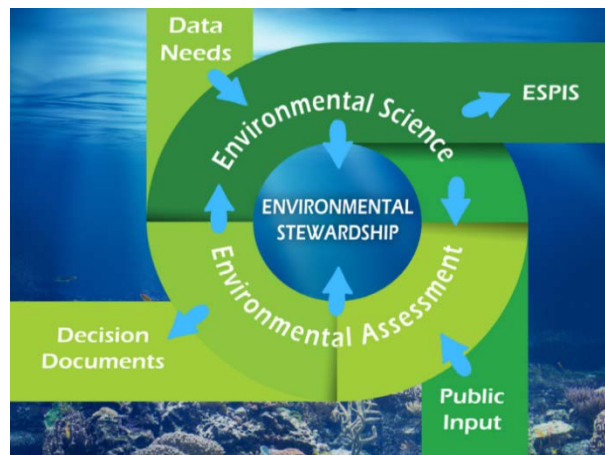 Data
Needs
ESPIS
Environmental Science
ENVIRONMENTAL
STEWARDSHIP
Environmental Assessment
Decision
Documents
Public
Input